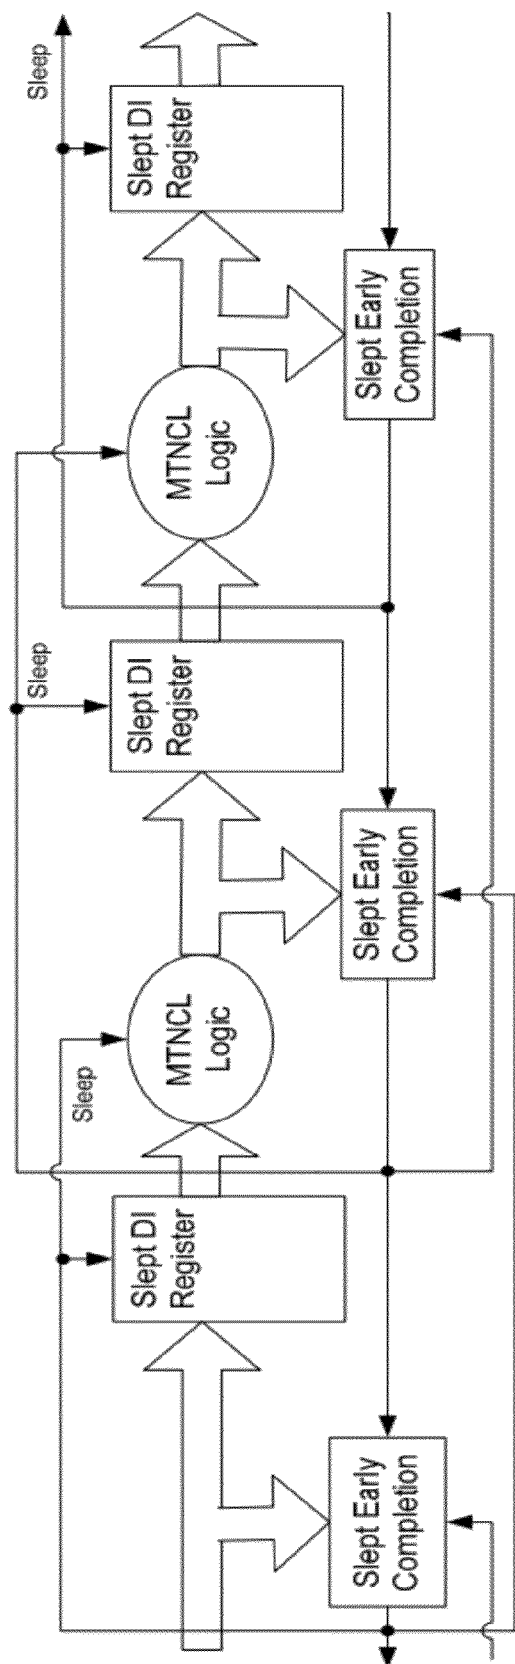 Sleep
Sleep
Sleep
Slept DI
Register
MTNCL
Logic
Slept DI
Register
MTNCL
Logic
Slept DI
Register
Slept Early
Completion
Slept Early
Completion
Slept Early
Completion